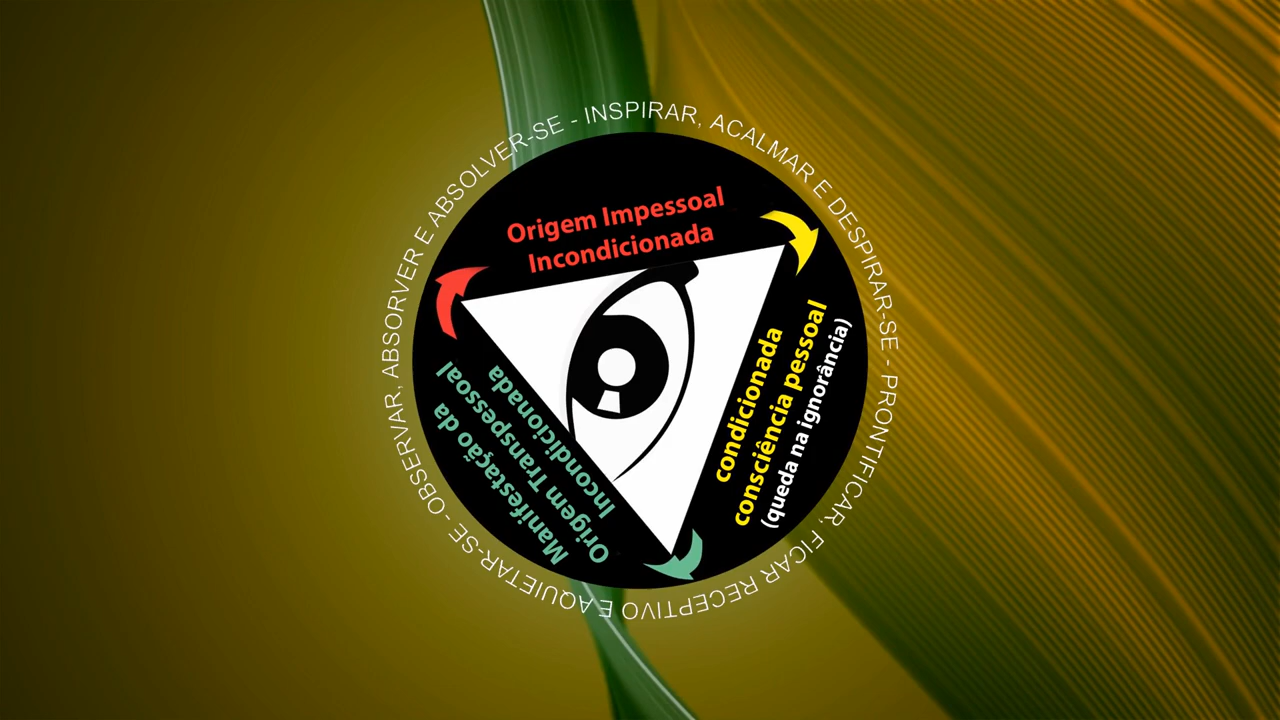 INSPIRAR, ACALMAR E DESPIRAR-SE - PRONTIFICAR, FICAR RECEPTIVO E AQUIETAR-SE - OBSERVAR, ABSORVER E ABSOLVER-SE -
Origem Impessoal
Incondicionada
condicionada
consciência pessoal
(queda na ignorância)
Manifestação da
Origem Transpessoal
Incondicionada